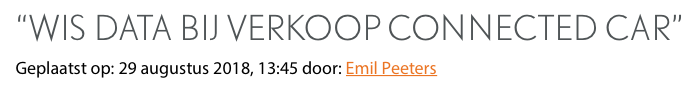 “WIS DATA BIJ VERKOOP CONNECTED CAR”
Geplaatst op: 29 augustus 2018, 13:45 door: Emil Peeters